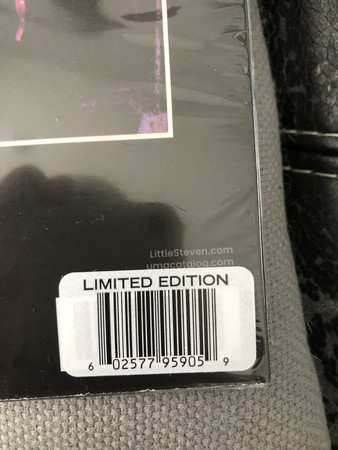 LittleSteven.com
umgcatalog.com
LIMITED EDITION
6 02577 95905 9